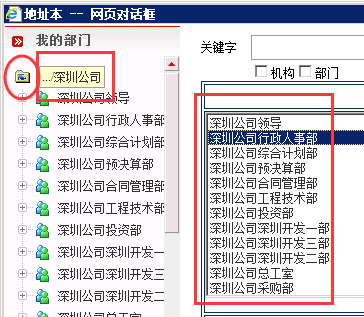 地址本 -- 网页对话框
我的部门
.../深圳公司
深圳公司领导
深圳公司行政人事部
深圳公司综合计划部
深圳公司预决算部
深圳公司合同管理部
深圳公司工程技术部
深圳公司投资部
深圳公司深圳开发一
深圳公司深圳开发三
深圳公司深圳开发二
深圳公司总工室
关键字
机构 部门
深圳公司领导
深圳公司行政人事部
深圳公司综合计划部
深圳公司预决算部
深圳公司合同管理部
深圳公司工程技术部
深圳公司投资部
深圳公司深圳开发一部
深圳公司深圳开发三部
深圳公司深圳开发二部
深圳公司总工室
深圳公司采购部